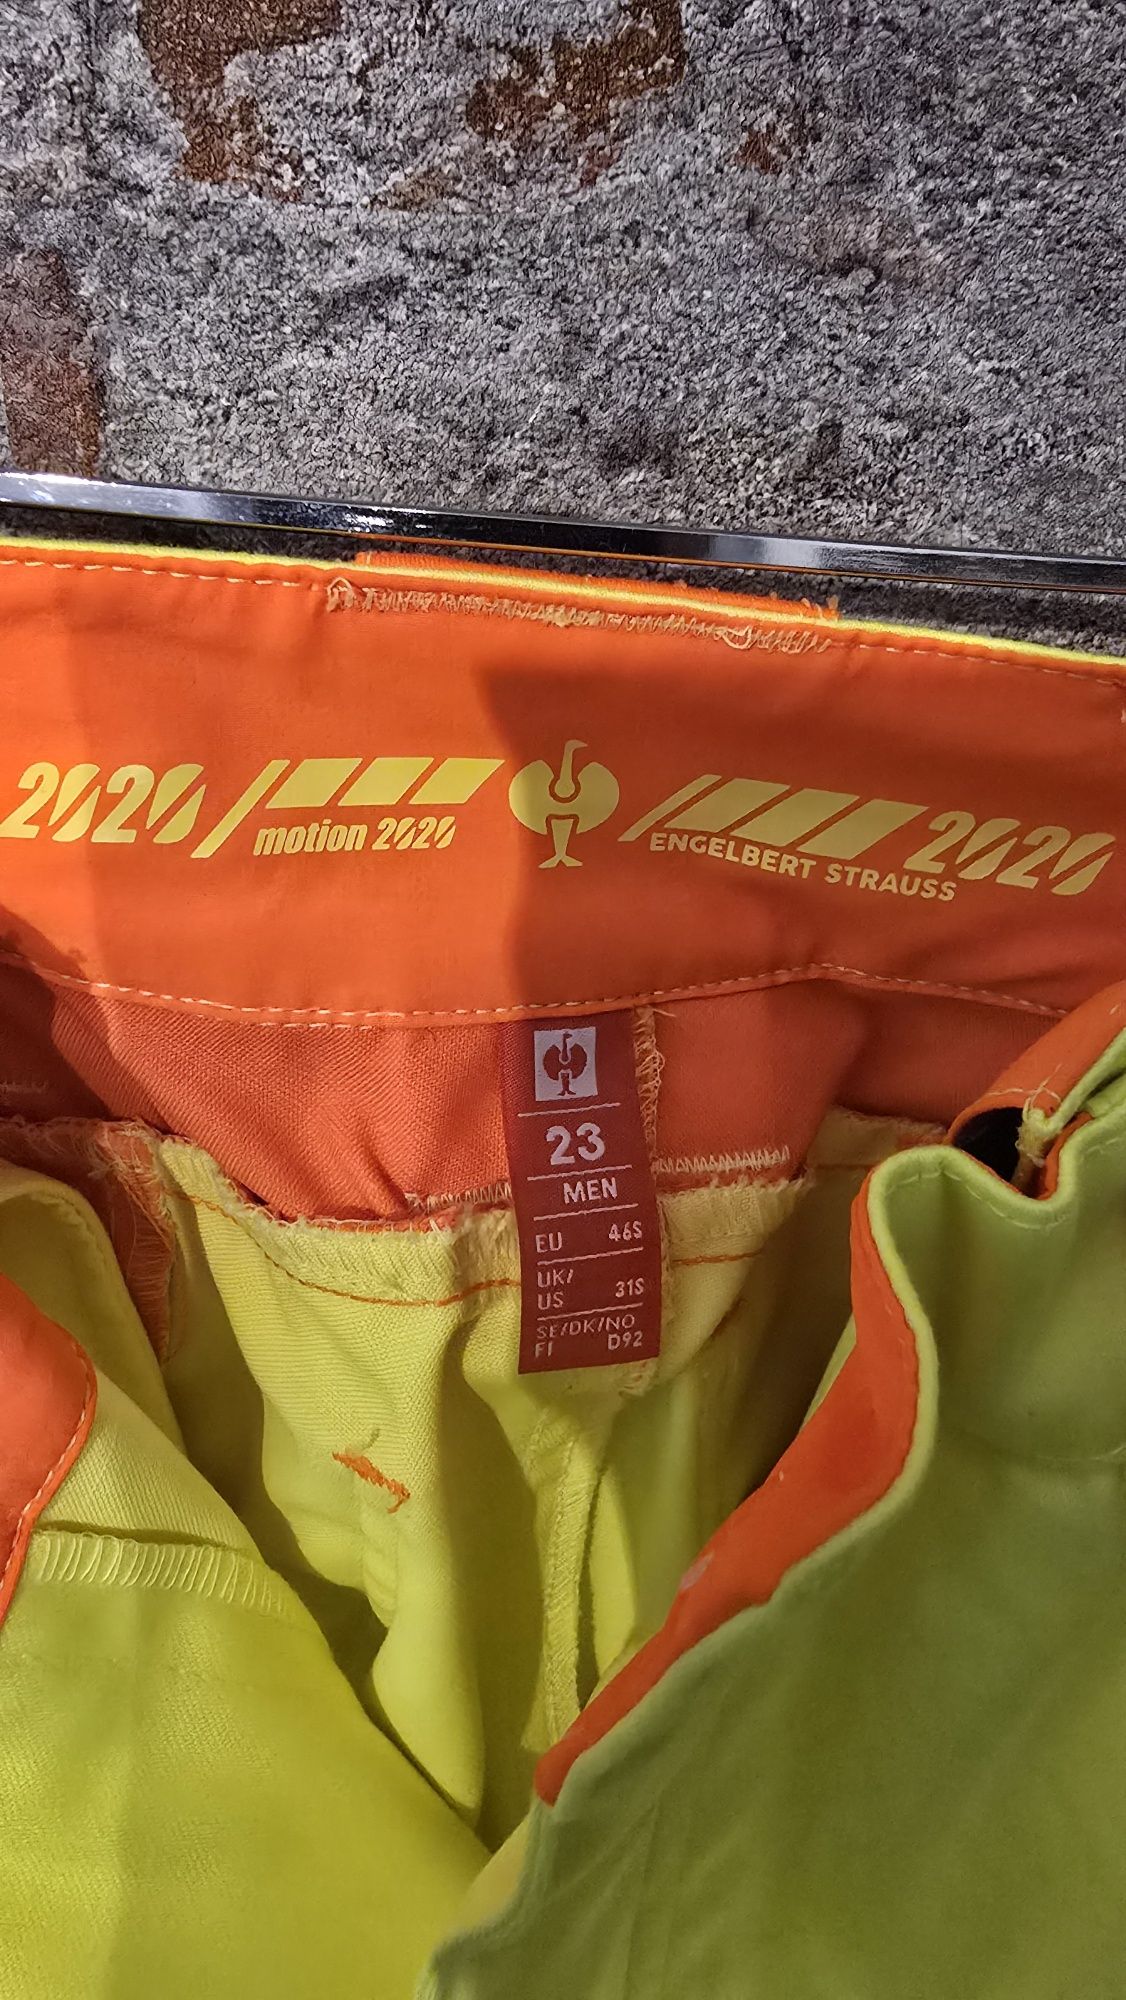 2020
motion 2020
ENGELBERT STRAUSS
2020
23
MEN
EU 46S
UK/
US 31S
SE/DK/NO
FI D92